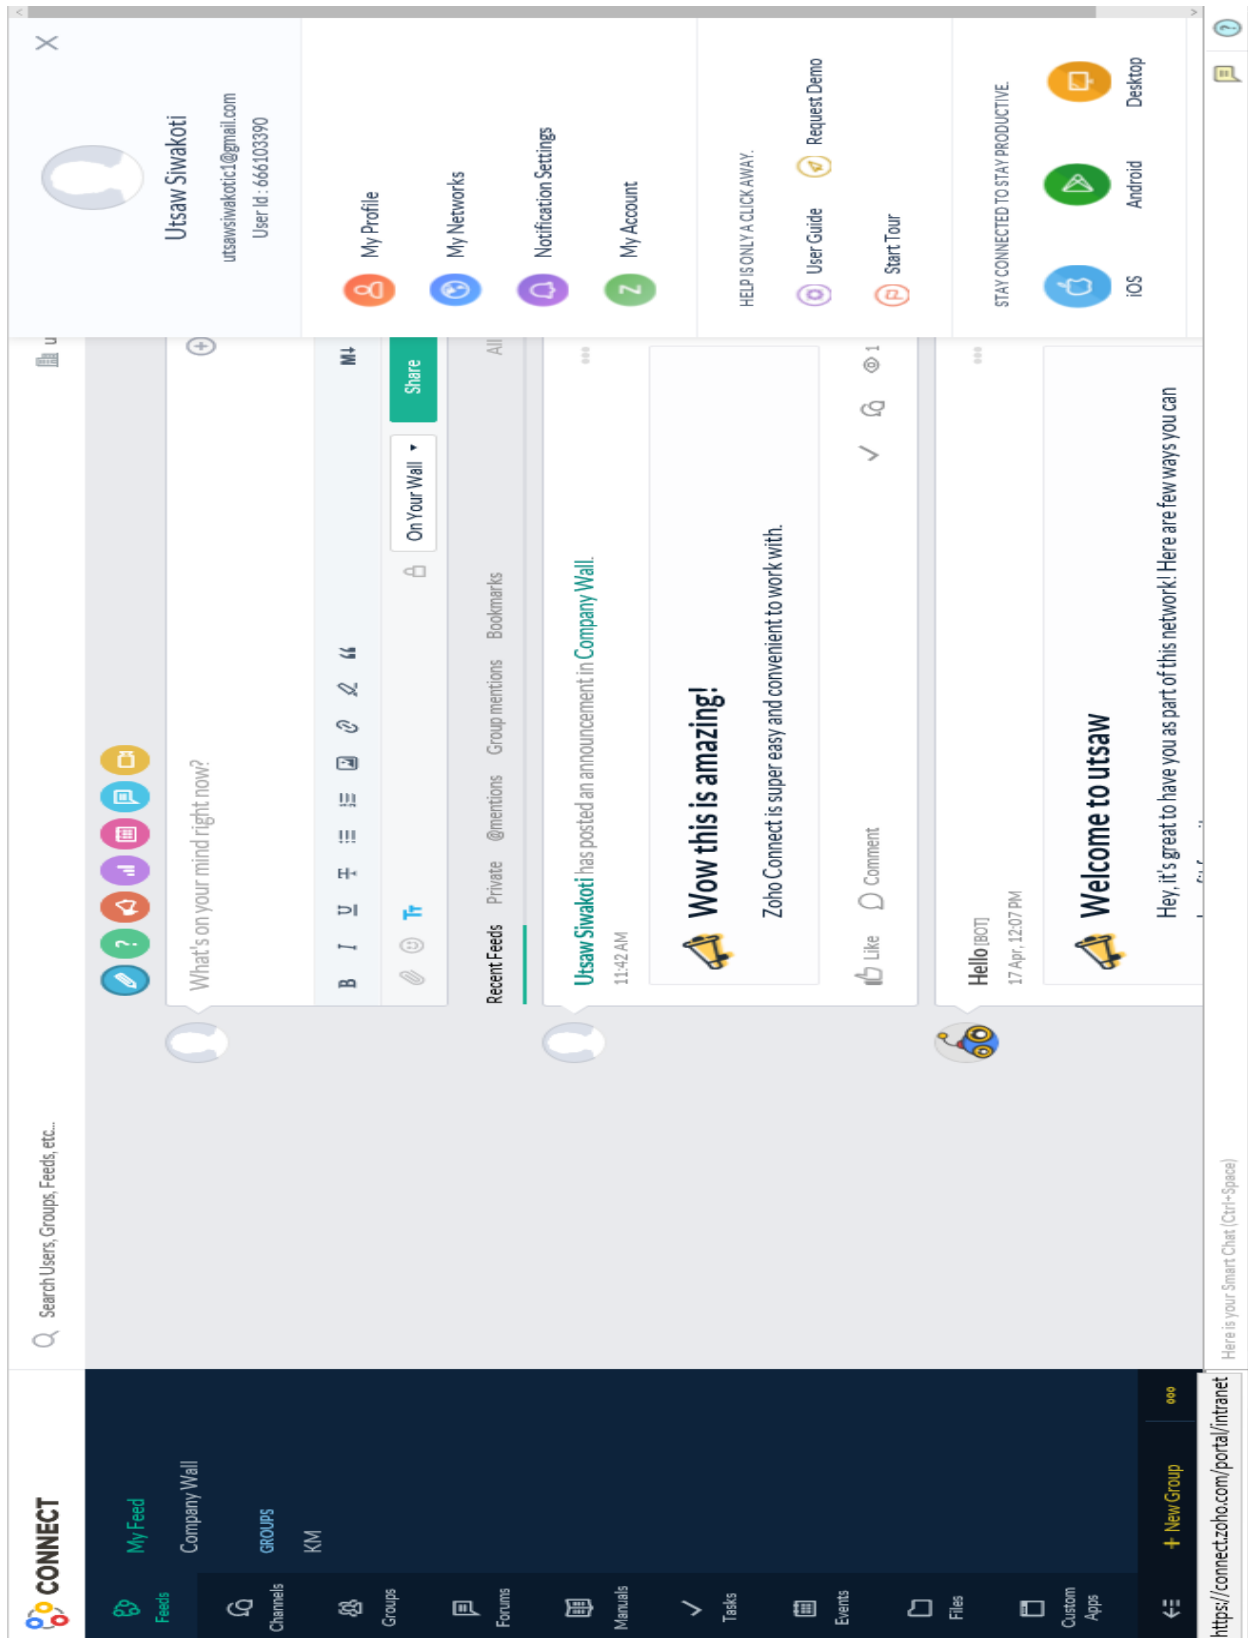 CONNECT
Search Users, Groups, Feeds, etc...
u
Feeds
Channels
Groups
Forums
Manuals
Tasks
Events
Files
Custom
Apps
My Feed
Company Wall
GROUPS
KM
+ New Group
What's on your mind right now?
B I U T M↓
Tт
On Your Wall
Share
Recent Feeds Private @mentions Group mentions Bookmarks All
Utsaw Siwakoti has posted an announcement in Company Wall.
11:42 AM
Wow this is amazing!
Zoho Connect is super easy and convenient to work with.
Like Comment 1
Hello [BOT]
17 Apr, 12:07 PM
Welcome to utsaw
Hey, it's great to have you as part of this network! Here are few ways you can
Utsaw Siwakoti
utsawsiwakotic1@gmail.com
User Id : 666103390
My Profile
My Networks
Notification Settings
My Account
HELP IS ONLY A CLICK AWAY.
User Guide Request Demo
Start Tour
STAY CONNECTED TO STAY PRODUCTIVE.
iOS Android Desktop
https://connect.zoho.com/portal/intranet
Here is your Smart Chat (Ctrl+Space)